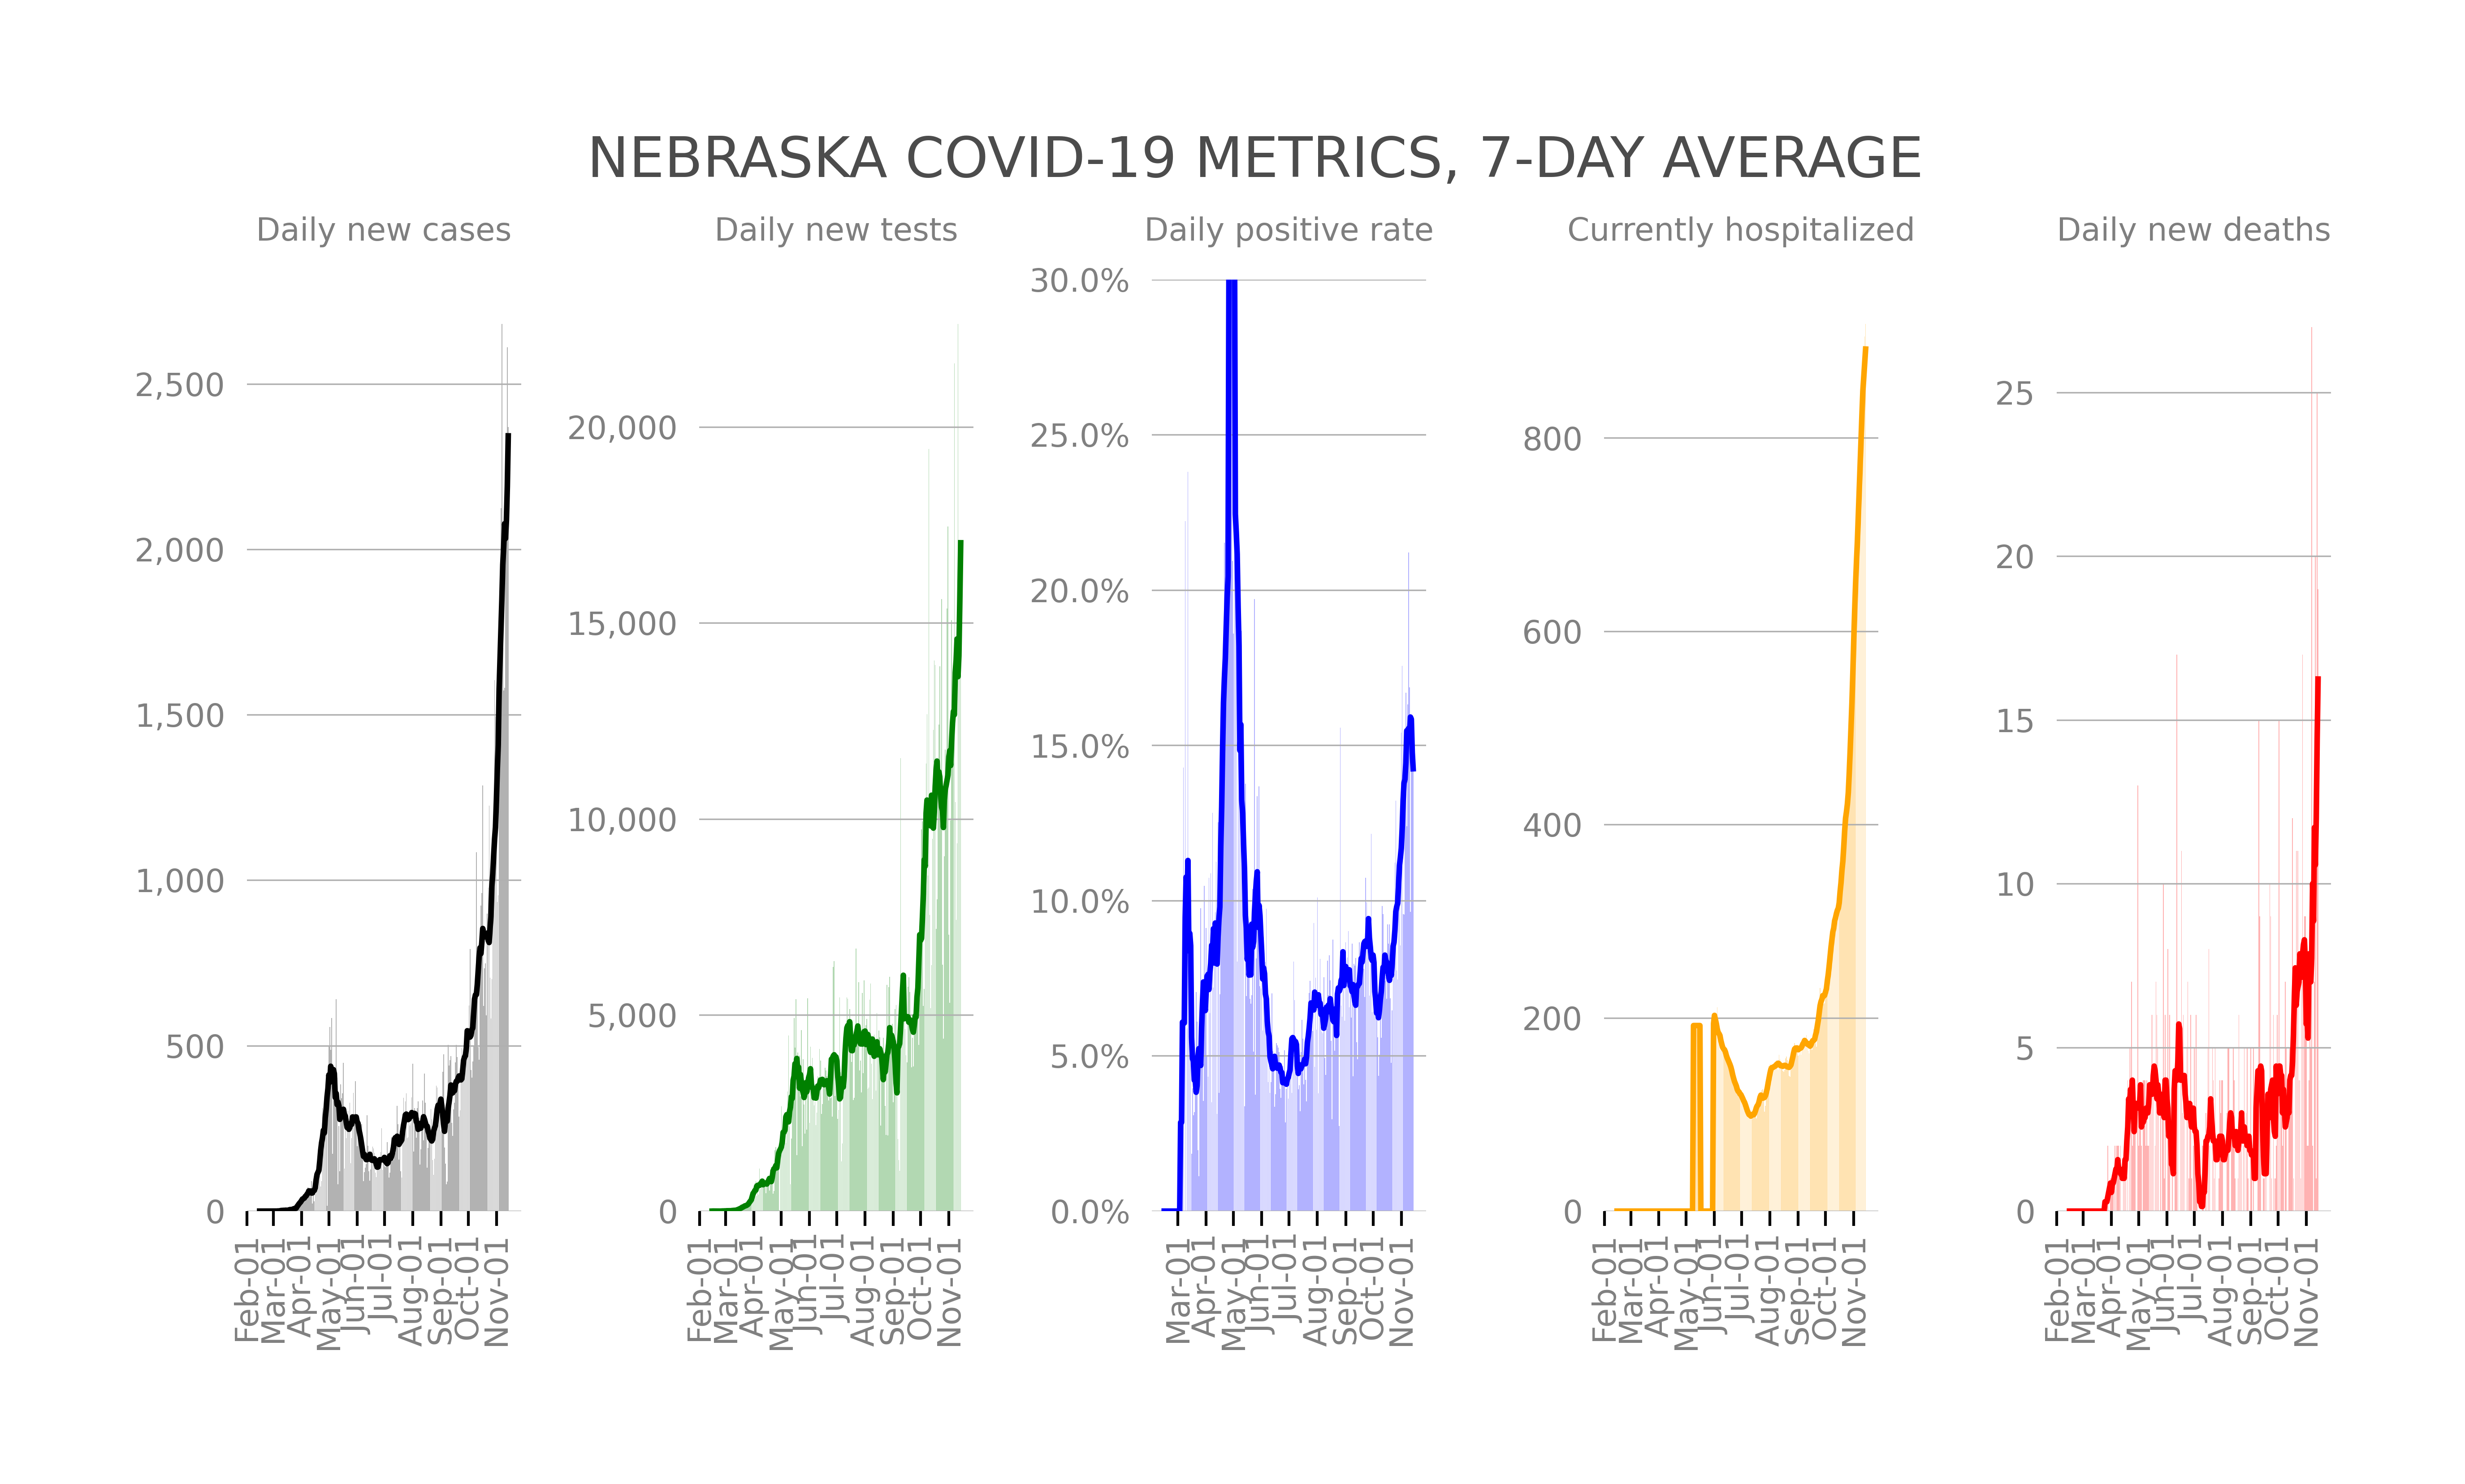 NEBRASKA COVID-19 METRICS, 7-DAY AVERAGE
Daily new cases
2,500
2,000
1,500
1,000
500
0
Feb-01
Mar-01
Apr-01
May-01
Jun-01
Jul-01
Aug-01
Sep-01
Oct-01
Nov-01
Daily new tests
20,000
15,000
10,000
5,000
0
Feb-01
Mar-01
Apr-01
May-01
Jun-01
Jul-01
Aug-01
Sep-01
Oct-01
Nov-01
Daily positive rate
30.0%
25.0%
20.0%
15.0%
10.0%
5.0%
0.0%
Mar-01
Apr-01
May-01
Jun-01
Jul-01
Aug-01
Sep-01
Oct-01
Nov-01
Currently hospitalized
800
600
400
200
0
Feb-01
Mar-01
Apr-01
May-01
Jun-01
Jul-01
Aug-01
Sep-01
Oct-01
Nov-01
Daily new deaths
25
20
15
10
5
0
Feb-01
Mar-01
Apr-01
May-01
Jun-01
Jul-01
Aug-01
Sep-01
Oct-01
Nov-01